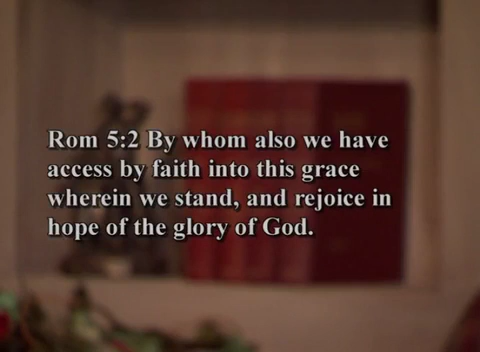 Rom 5:2 By whom also we have
access by faith into this grace
wherein we stand, and rejoice in
hope of the glory of God.